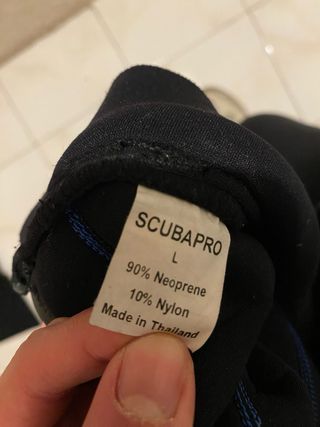 SCUBAPRO
L
90% Neoprene
10% Nylon
Made in Thailand